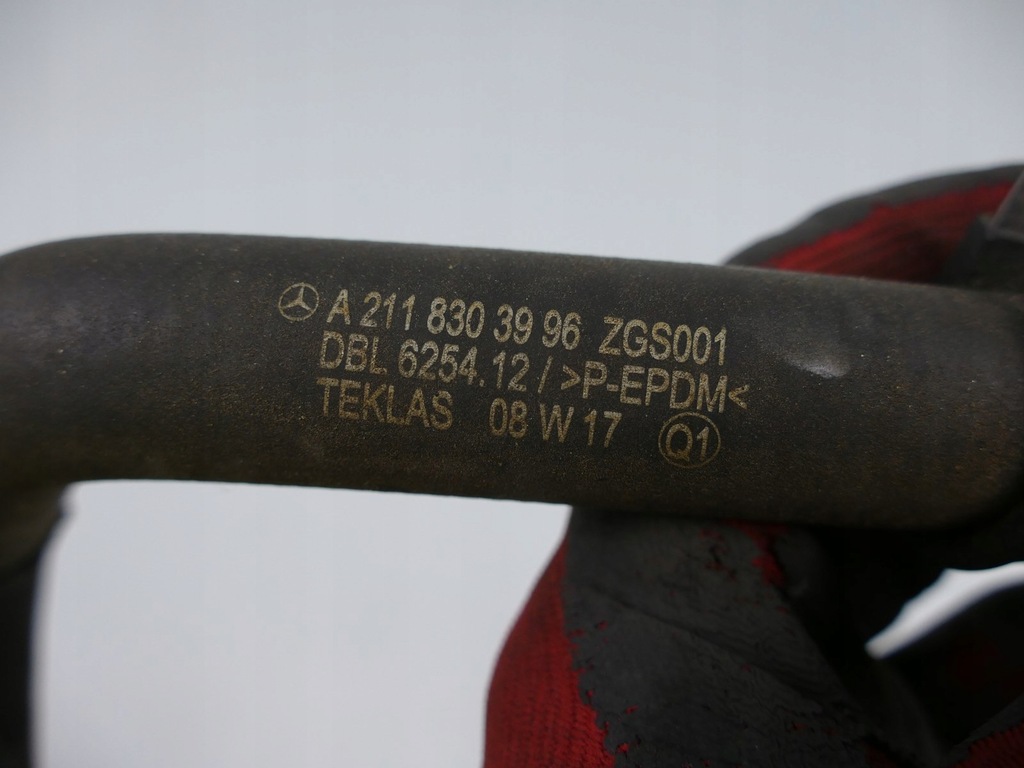 A 211 830 39 96 ZGS001
DBL 6254.12 / >P-EPDM<
TEKLAS 08 W 17 Q1